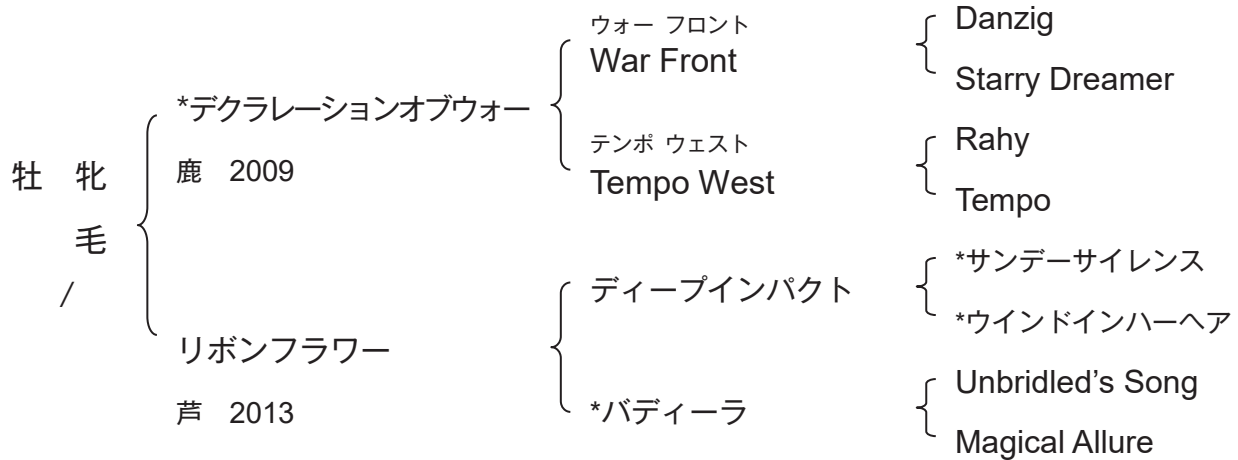 牡 牝
毛
/
*デクラレーションオブウォー
鹿 2009
リボンフラワー
芦 2013
ウォー フロント
War Front
テンポ ウェスト
Tempo West
ディープインパクト
*バディーラ
Danzig
Starry Dreamer
Rahy
Tempo
*サンデーサイレンス
*ウインドインハーヘア
Unbridled’s Song
Magical Allure